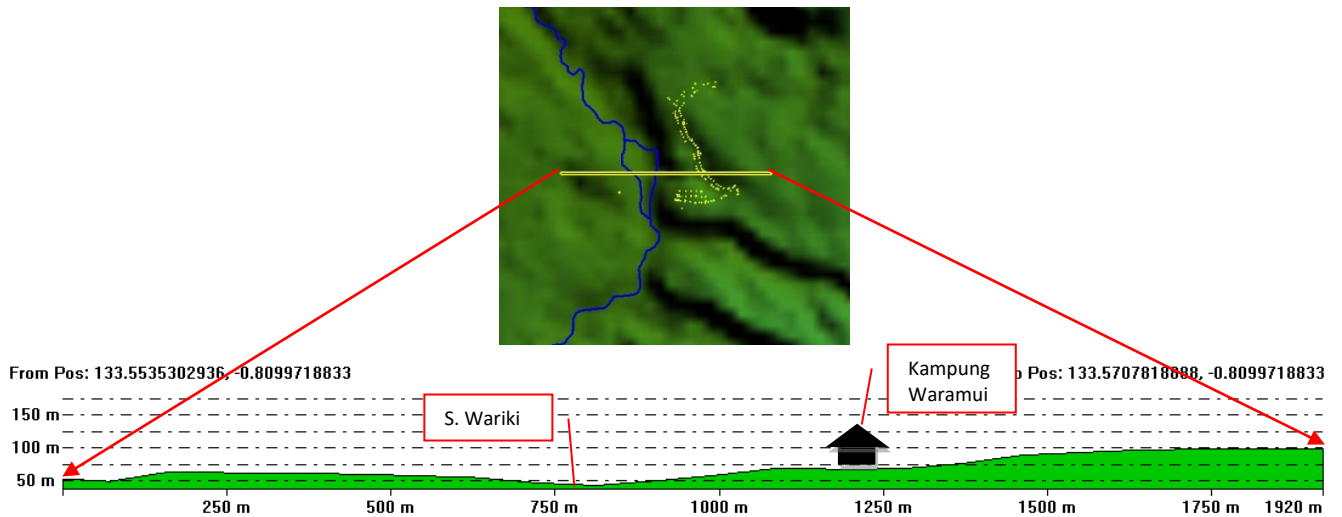 From Pos: 133.5535302936, -0.8099718833
o Pos: 133.5707818888, -0.8099718833
Kampung
Waramui
S. Wariki
150 m
100 m
50 m
250 m 500 m 750 m 1000 m 1250 m 1500 m 1750 m 1920 m